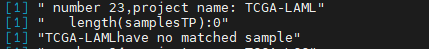 [1] " number 23,project name: TCGA-LAML"
[1] "   length(samplesTP):0"
[1] "TCGA-LAMLhave no matched sample"